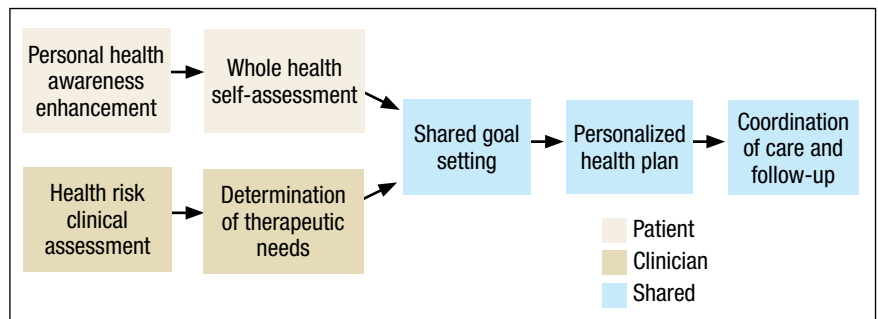 Personal health
awareness
enhancement
Whole health
self-assessment
Health risk
clinical
assessment
Determination
of therapeutic
needs
Shared goal
setting
Personalized
health plan
Coordination
of care and
follow-up
Patient
Clinician
Shared